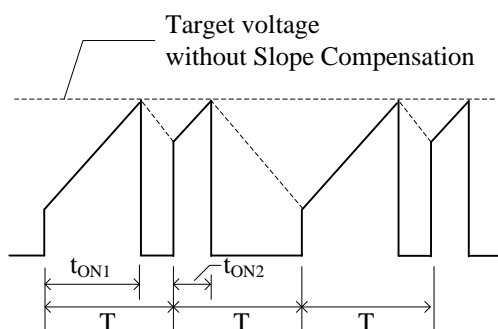 Target voltage
without Slope Compensation
tON1
tON2
T
T
T